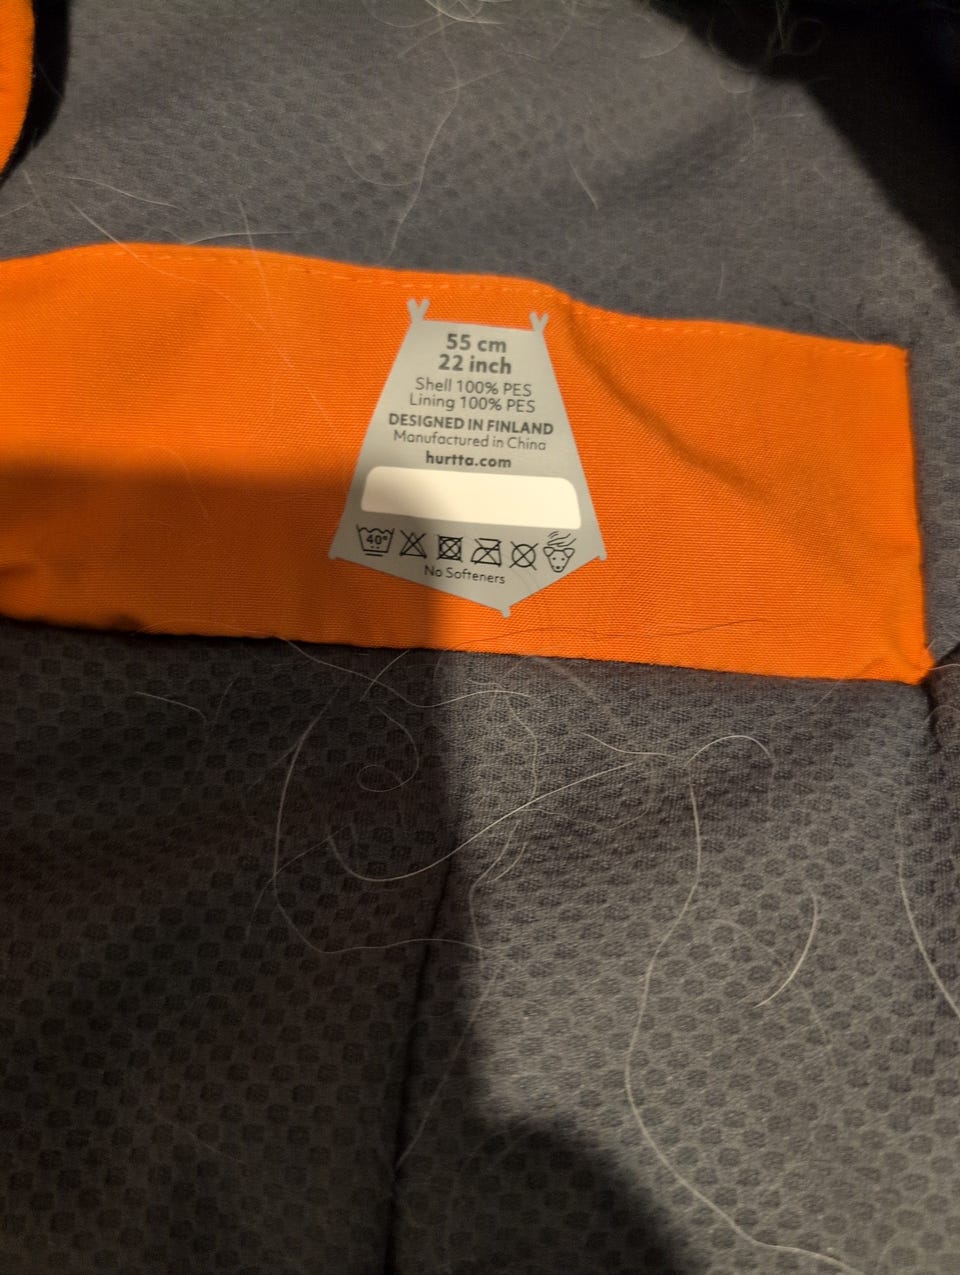 55 cm
22 inch
Shell 100% PES
Lining 100% PES
DESIGNED IN FINLAND
Manufactured in China
hurtta.com
40°
No Softeners